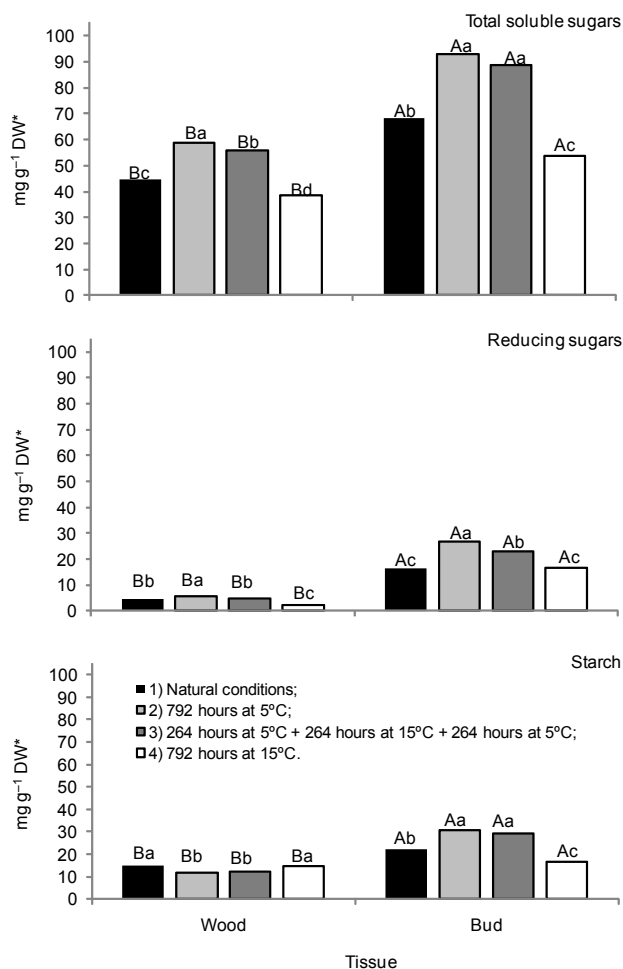 Total soluble sugars
100
90
80
70
60
50
40
30
20
10
0
mg g⁻¹ DW*
Bc
Ba
Bb
Bd
Ab
Aa
Aa
Ac
Reducing sugars
100
90
80
70
60
50
40
30
20
10
0
mg g⁻¹ DW*
Bb
Ba
Bb
Bc
Ac
Aa
Ab
Ac
Starch
100
90
80
70
60
50
40
30
20
10
0
mg g⁻¹ DW*
1) Natural conditions;
2) 792 hours at 5ºC;
3) 264 hours at 5ºC + 264 hours at 15ºC + 264 hours at 5ºC;
4) 792 hours at 15ºC.
Ba
Bb
Bb
Ba
Ab
Aa
Aa
Ac
Wood
Bud
Tissue